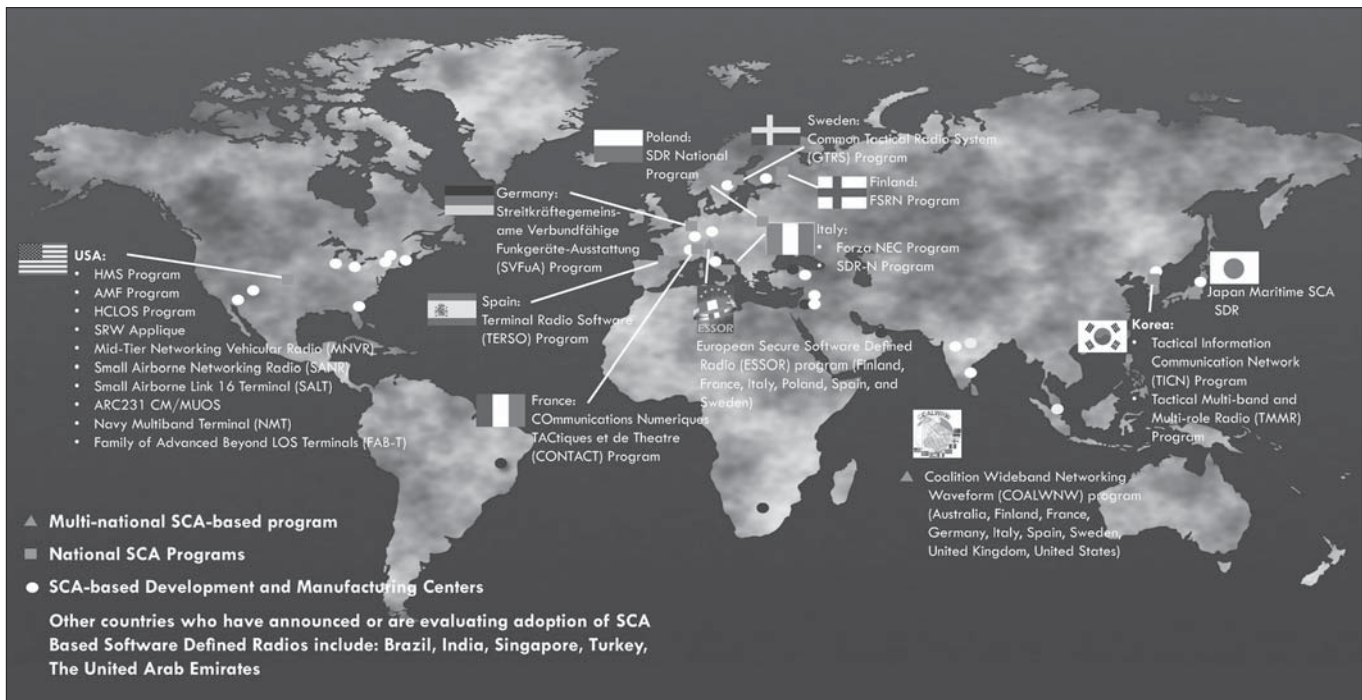 Sweden:
Common Tactical Radio System
(GTRS) Program
Poland:
SDR National
Program
Finland:
FSRN Program
Germany:
Streitkräftegemeins-
ame Verbundfähige
Funkgeräte-Ausstattung
(SVFuA) Program
Italy:
• Forza NEC Program
• SDR-N Program
USA:
• HMS Program
• AMF Program
• HCLOS Program
• SRW Applique
• Mid-Tier Networking Vehicular Radio (MNVR)
• Small Airborne Networking Radio (SANR)
• Small Airborne Link 16 Terminal (SALT)
• ARC231 CM/MUOS
• Navy Multiband Terminal (NMT)
• Family of Advanced Beyond LOS Terminals (FAB-T)
Spain:
Terminal Radio Software
(TERSO) Program
ESSOR
European Secure Software Defined
Radio (ESSOR) program (Finland,
France, Italy, Poland, Spain, and
Sweden)
Japan Maritime SCA
SDR
Korea:
• Tactical Information
Communication Network
(TICN) Program
• Tactical Multi-band and
Multi-role Radio (TMMR)
Program
France:
COmmunications Numeriques
TACtiques et de Theatre
(CONTACT) Program
COALWNW
Coalition Wideband Networking
Waveform (COALWNW) program
(Australia, Finland, France,
Germany, Italy, Spain, Sweden,
United Kingdom, United States)
Multi-national SCA-based program
National SCA Programs
SCA-based Development and Manufacturing Centers
Other countries who have announced or are evaluating adoption of SCA
Based Software Defined Radios include: Brazil, India, Singapore, Turkey,
The United Arab Emirates